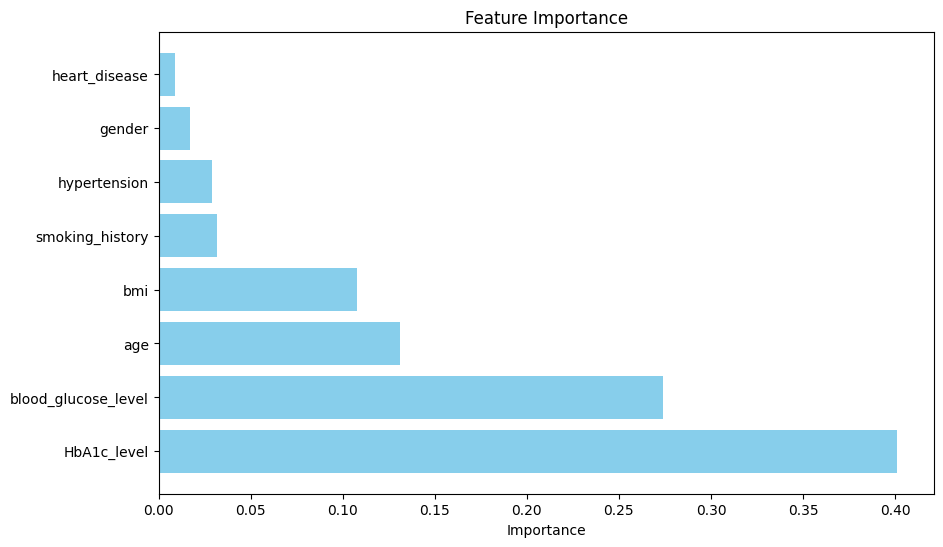 Feature Importance
heart_disease
gender
hypertension
smoking_history
bmi
age
blood_glucose_level
HbA1c_level
0.00 0.05 0.10 0.15 0.20 0.25 0.30 0.35 0.40
Importance